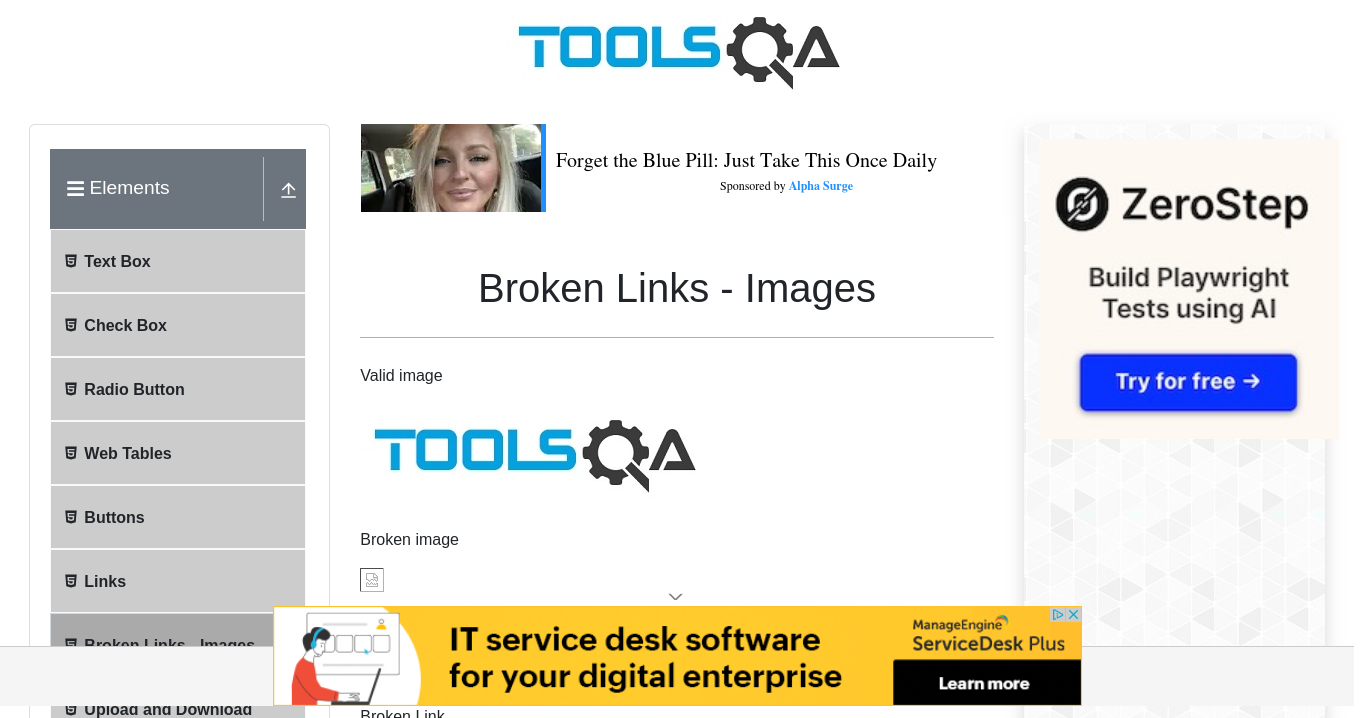 TOOLSQA
Elements
Text Box
Check Box
Radio Button
Web Tables
Buttons
Links
Broken Links - Images
Upload and Download
Forget the Blue Pill: Just Take This Once Daily
Sponsored by Alpha Surge
Broken Links - Images
Valid image
TOOLSQA
Broken image
Broken Link
ZeroStep
Build Playwright
Tests using AI
Try for free →
IT service desk software
for your digital enterprise
ManageEngine
ServiceDesk Plus
Learn more